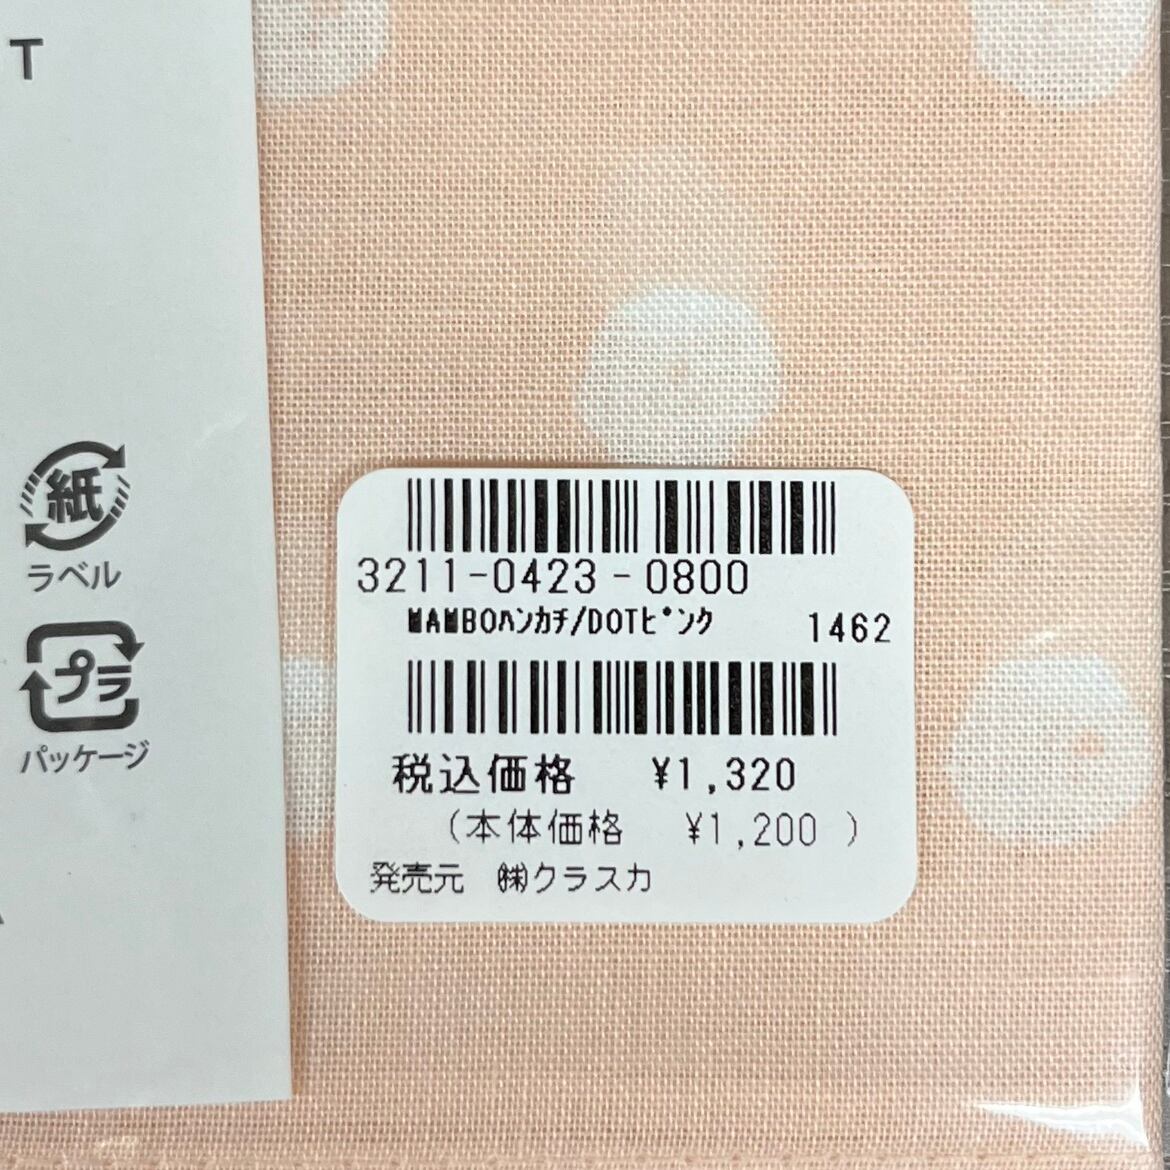 T
紙
ラベル
プラ
パッケージ
3211-0423-0800
MAMBOハンカチ/DOTピンク 1462
税込価格 ¥1,320
(本体価格 ¥1,200 )
発売元 ㈱クラスカ